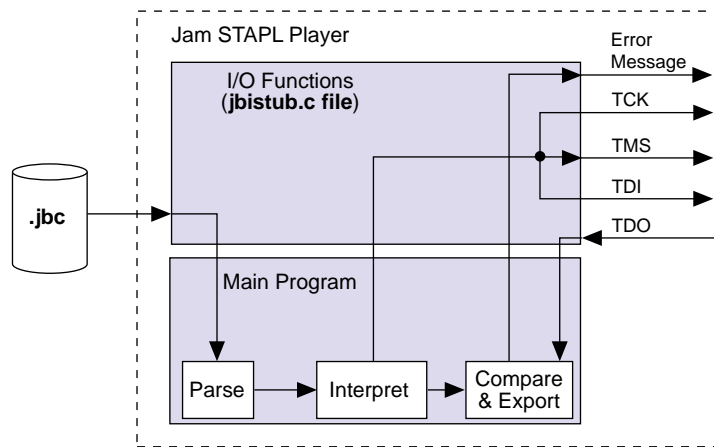 Jam STAPL Player
I/O Functions
(jbistub.c file)
Error
Message
TCK
TMS
TDI
TDO
.jbc
Main Program
Parse
Interpret
Compare
& Export